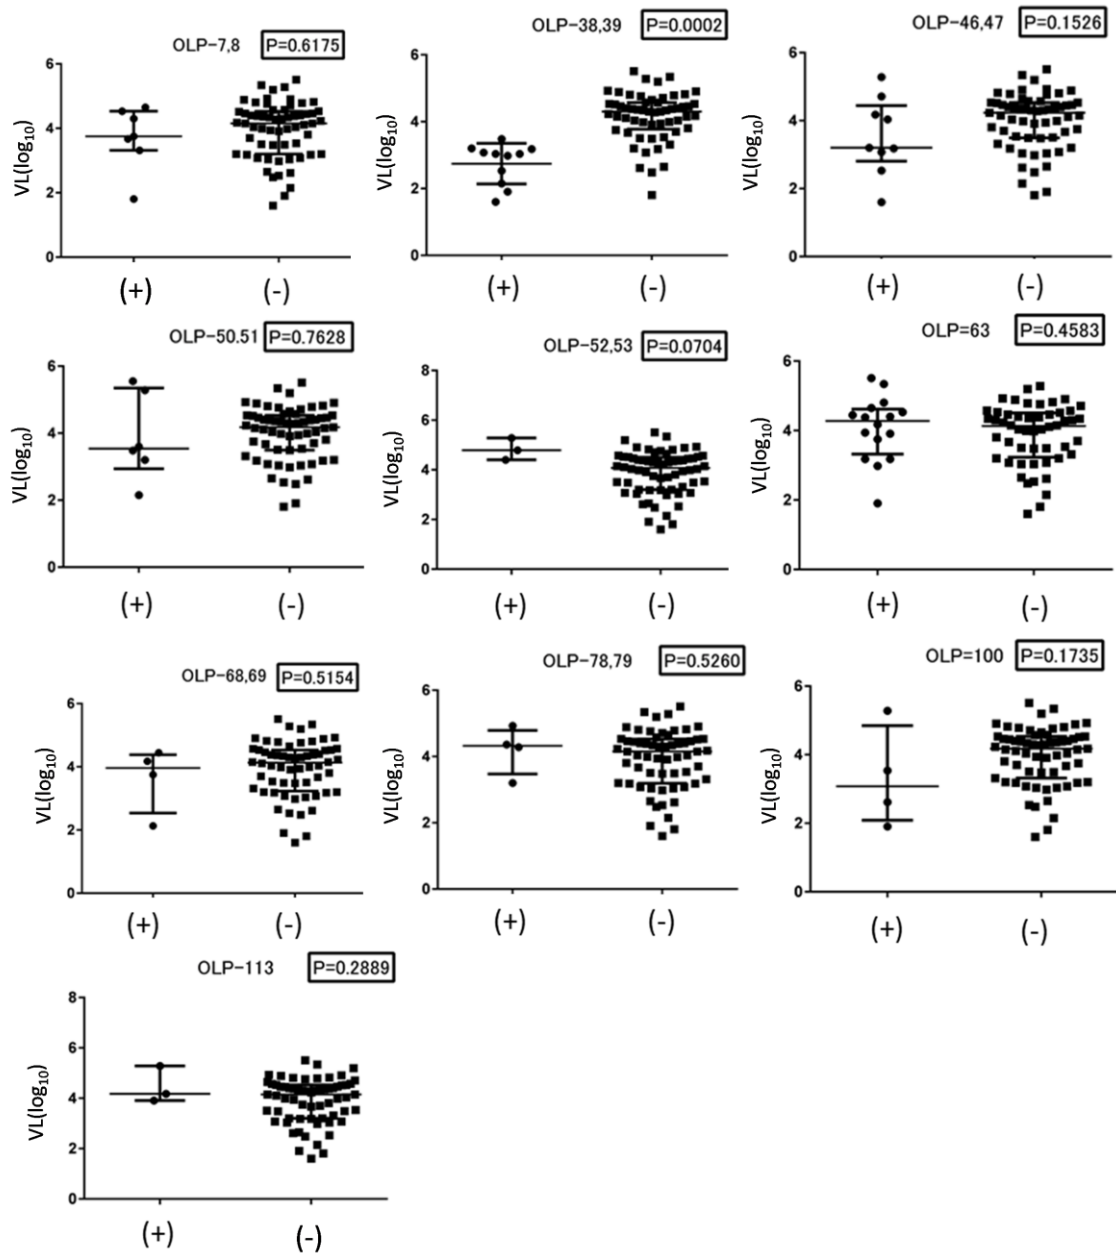 OLP-7,8 P=0.6175
6
4
2
0
VL(log10)
(+) (-)
OLP-38,39 P=0.0002
6
4
2
0
VL(log10)
(+) (-)
OLP-46,47 P=0.1526
6
4
2
0
VL(log10)
(+) (-)
OLP-50.51 P=0.7628
6
4
2
0
VL(log10)
(+) (-)
OLP-52,53 P=0.0704
8
6
4
2
0
VL(log10)
(+) (-)
OLP=63 P=0.4583
6
4
2
0
VL(log10)
(+) (-)
OLP-68,69 P=0.5154
6
4
2
0
VL(log10)
(+) (-)
OLP-78,79 P=0.5260
6
4
2
0
VL(log10)
(+) (-)
OLP=100 P=0.1735
6
4
2
0
VL(log10)
(+) (-)
OLP-113 P=0.2889
8
6
4
2
0
VL(log10)
(+) (-)